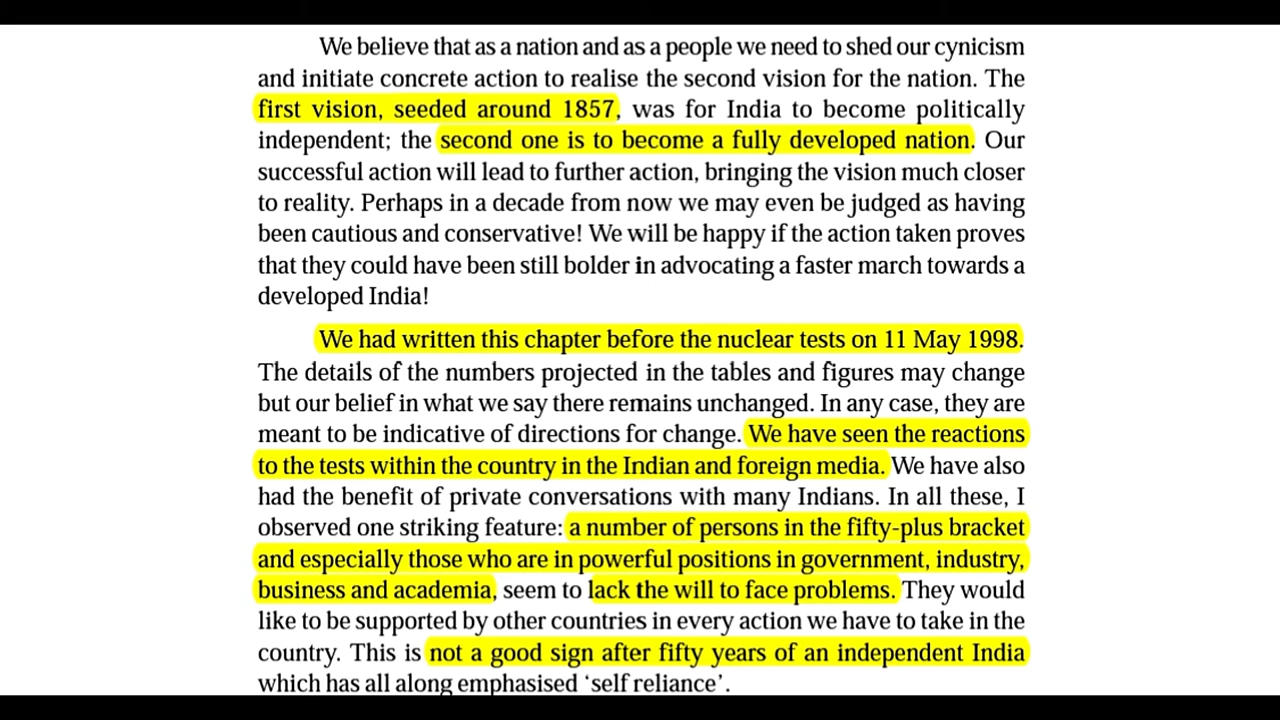 We believe that as a nation and as a people we need to shed our cynicism
and initiate concrete action to realise the second vision for the nation. The
first vision, seeded around 1857, was for India to become politically
independent; the second one is to become a fully developed nation. Our
successful action will lead to further action, bringing the vision much closer
to reality. Perhaps in a decade from now we may even be judged as having
been cautious and conservative! We will be happy if the action taken proves
that they could have been still bolder in advocating a faster march towards a
developed India!
We had written this chapter before the nuclear tests on 11 May 1998.
The details of the numbers projected in the tables and figures may change
but our belief in what we say there remains unchanged. In any case, they are
meant to be indicative of directions for change. We have seen the reactions
to the tests within the country in the Indian and foreign media. We have also
had the benefit of private conversations with many Indians. In all these, I
observed one striking feature: a number of persons in the fifty-plus bracket
and especially those who are in powerful positions in government, industry,
business and academia, seem to lack the will to face problems. They would
like to be supported by other countries in every action we have to take in the
country. This is not a good sign after fifty years of an independent India
which has all along emphasised ‘self reliance’.